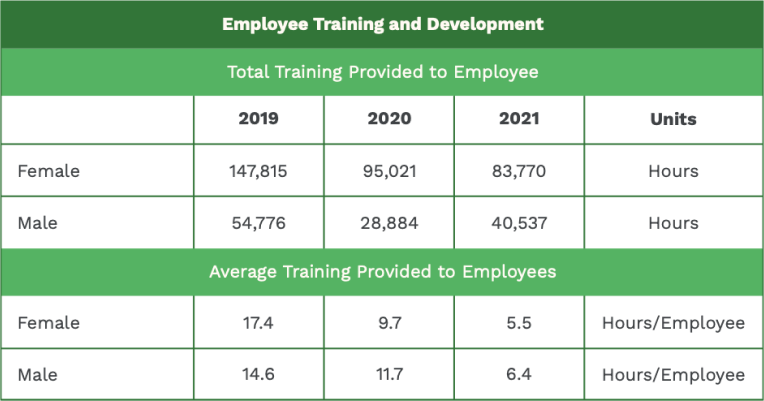 Employee Training and Development
Total Training Provided to Employee
2019 2020 2021 Units
Female 147,815 95,021 83,770 Hours
Male 54,776 28,884 40,537 Hours
Average Training Provided to Employees
Female 17.4 9.7 5.5 Hours/Employee
Male 14.6 11.7 6.4 Hours/Employee